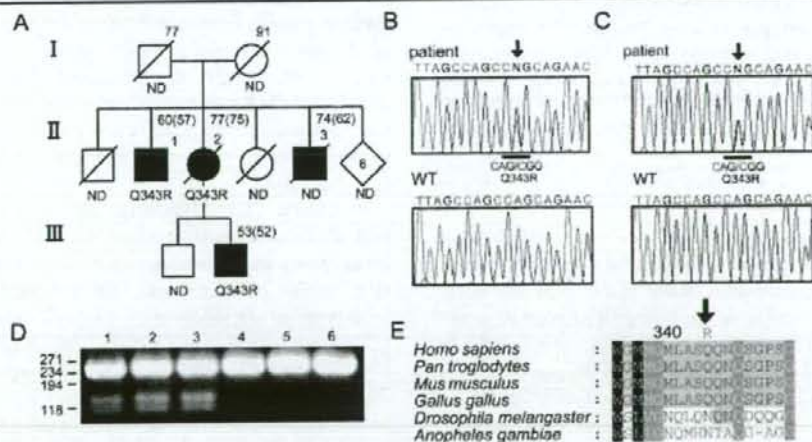 A
I
77
91
ND
ND
II
60(57)
77(75)
74(62)
1
2
3
6
ND
Q343R
Q343R
ND
ND
ND
III
53(52)
ND
Q343R
B
patient
TTAGCCAGCCNGCAGAAC
CAG/CGG
Q343R
WT
TTAGCCAGCCAGCAGAAC
C
patient
TTAGCCAGCCNGCAGAAC
CAG/CGG
Q343R
WT
TTAGCCAGCCAGCAGAAC
D
1 2 3 4 5 6
271
234
194
118
E
340 R
Homo sapiens :
Pan troglodytes :
Mus musculus :
Gallus gallus :
Drosophila melangaster :
Anopheles gambiae :